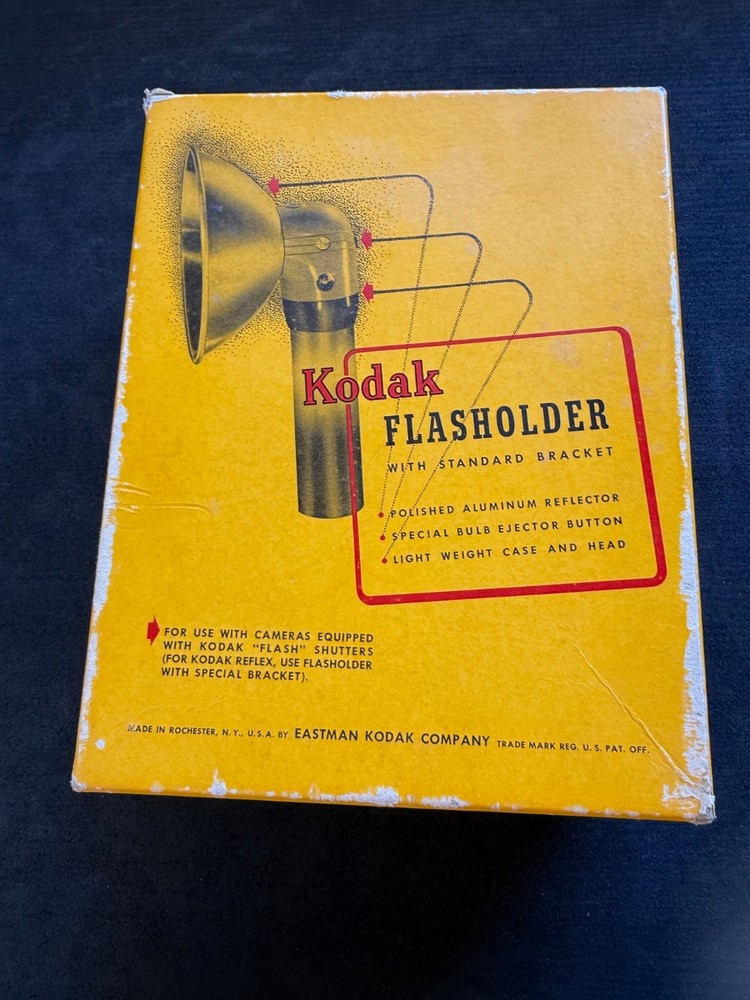 Kodak
FLASHOLDER
WITH STANDARD BRACKET
POLISHED ALUMINUM REFLECTOR
SPECIAL BULB EJECTOR BUTTON
LIGHT WEIGHT CASE AND HEAD
FOR USE WITH CAMERAS EQUIPPED
WITH KODAK "FLASH" SHUTTERS
(FOR KODAK REFLEX, USE FLASHOLDER
WITH SPECIAL BRACKET).
MADE IN ROCHESTER, N. Y., U. S. A. BY EASTMAN KODAK COMPANY TRADE MARK REG. U. S. PAT. OFF.